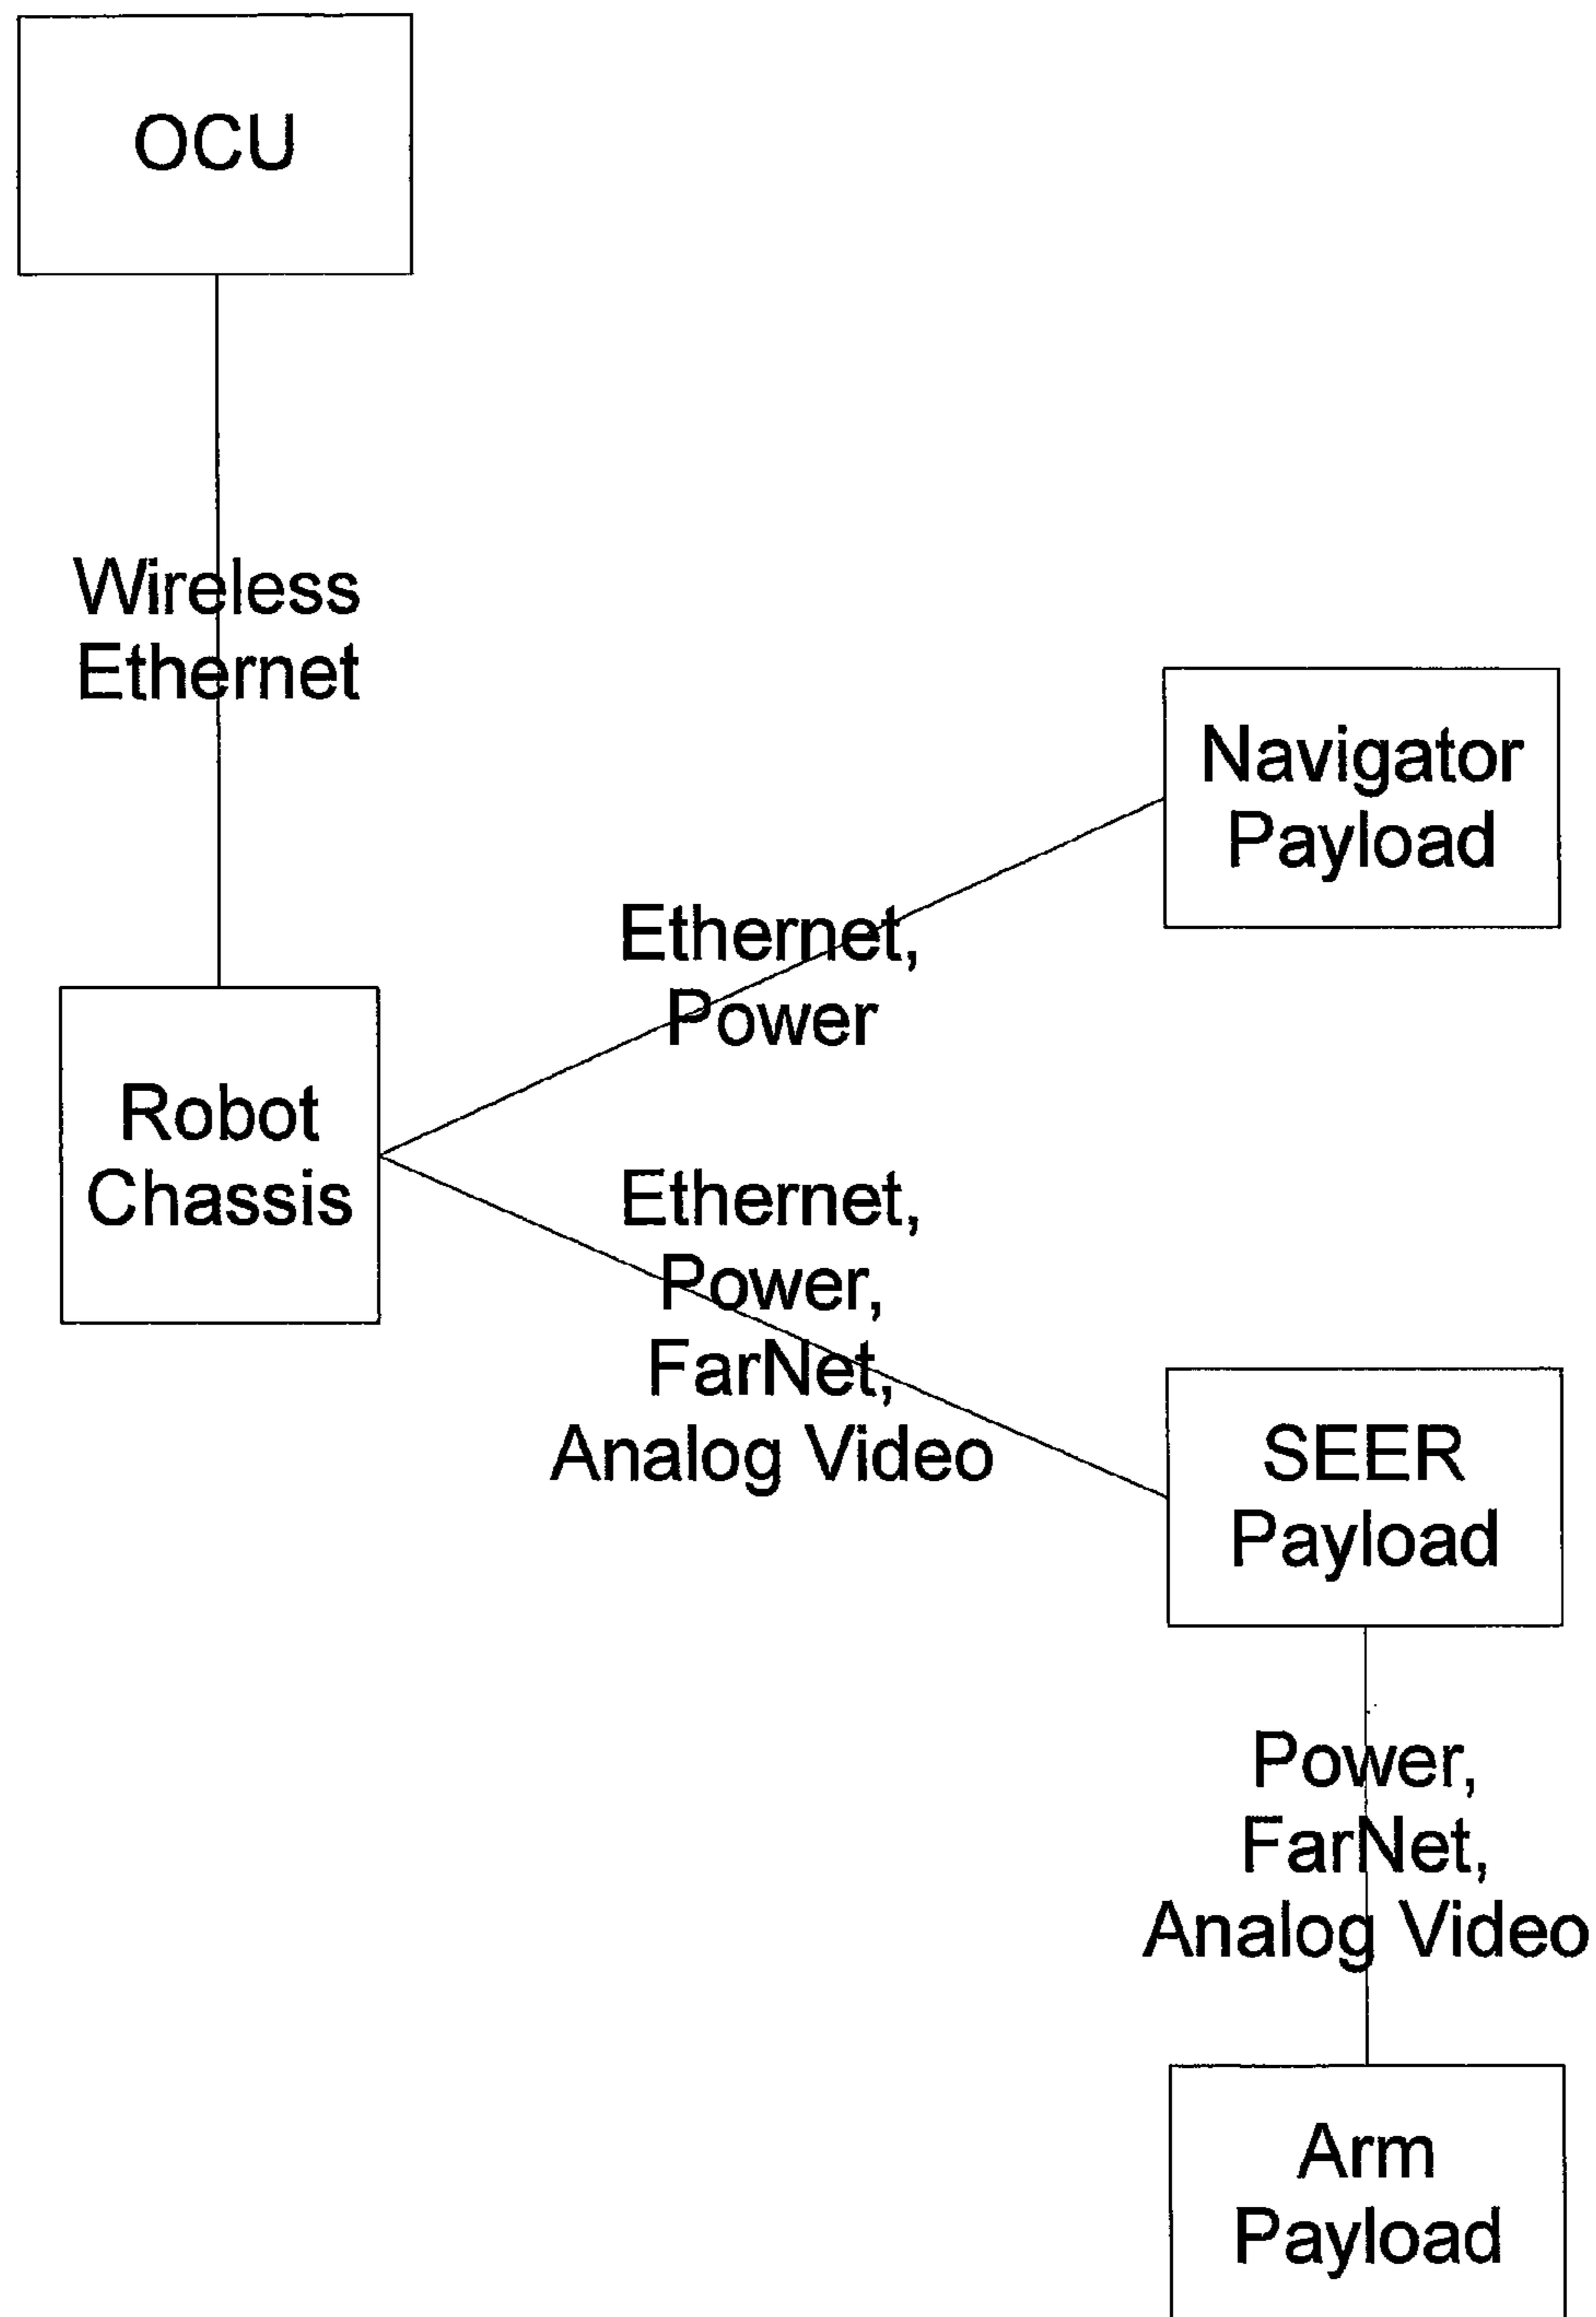 OCU
Wireless
Ethernet
Navigator
Payload
Ethernet,
Power
Robot
Chassis
Ethernet,
Power,
FarNet,
Analog Video
SEER
Payload
Power,
FarNet,
Analog Video
Arm
Payload